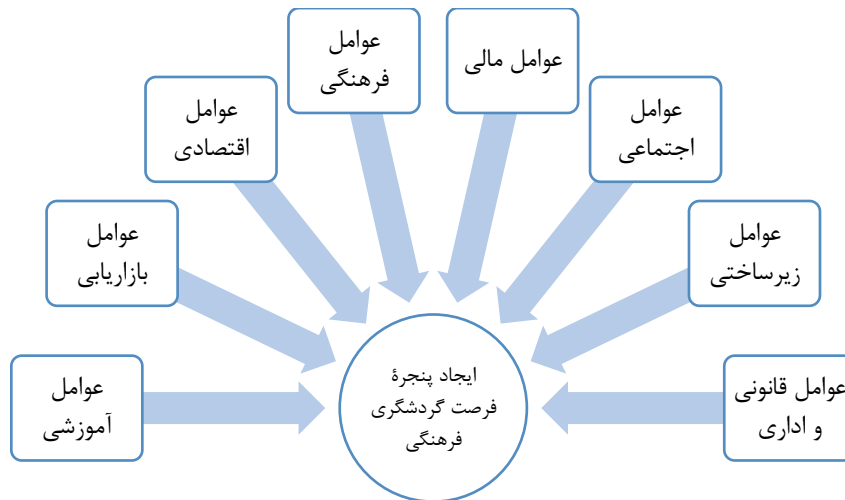 عوامل
فرهنگی
عوامل مالی
عوامل
اقتصادی
عوامل
اجتماعی
عوامل
بازاریابی
عوامل
زیرساختی
عوامل
آموزشی
ایجاد پنجرۀ
فرصت گردشگری
فرهنگی
عوامل قانونی
و اداری